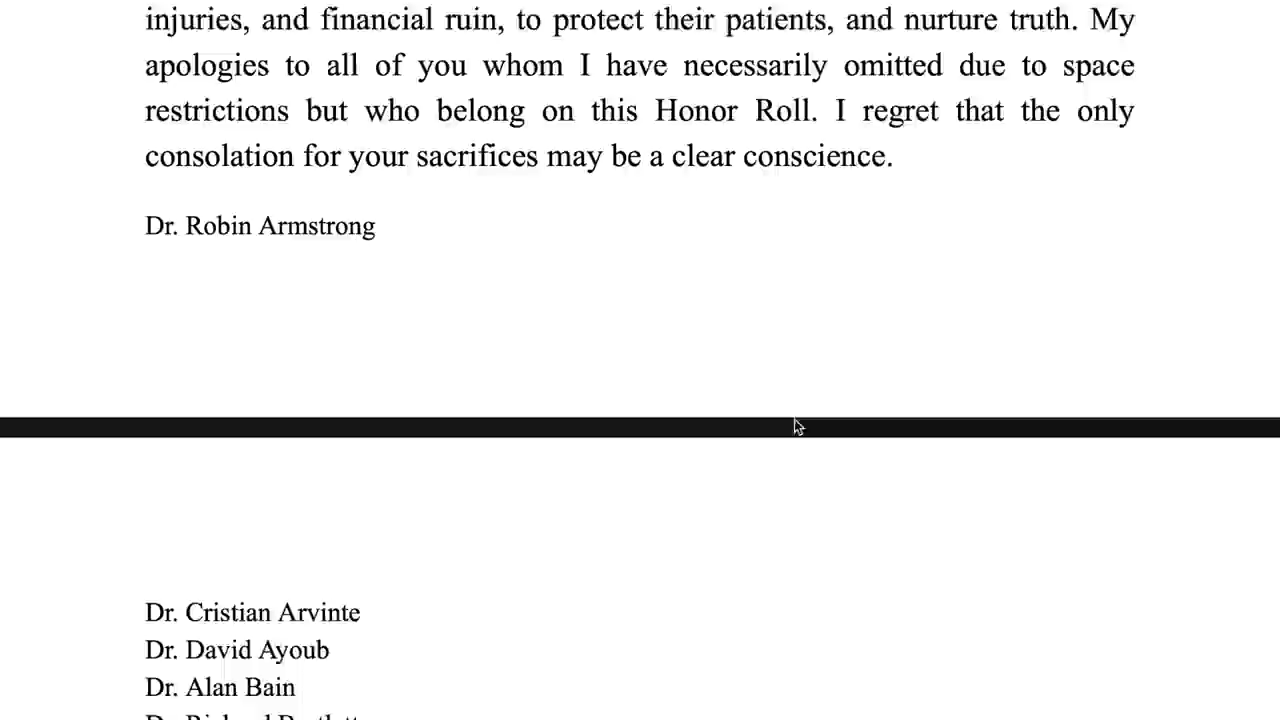 injuries, and financial ruin, to protect their patients, and nurture truth. My
apologies to all of you whom I have necessarily omitted due to space
restrictions but who belong on this Honor Roll. I regret that the only
consolation for your sacrifices may be a clear conscience.
Dr. Robin Armstrong
Dr. Cristian Arvinte
Dr. David Ayoub
Dr. Alan Bain
Dr.